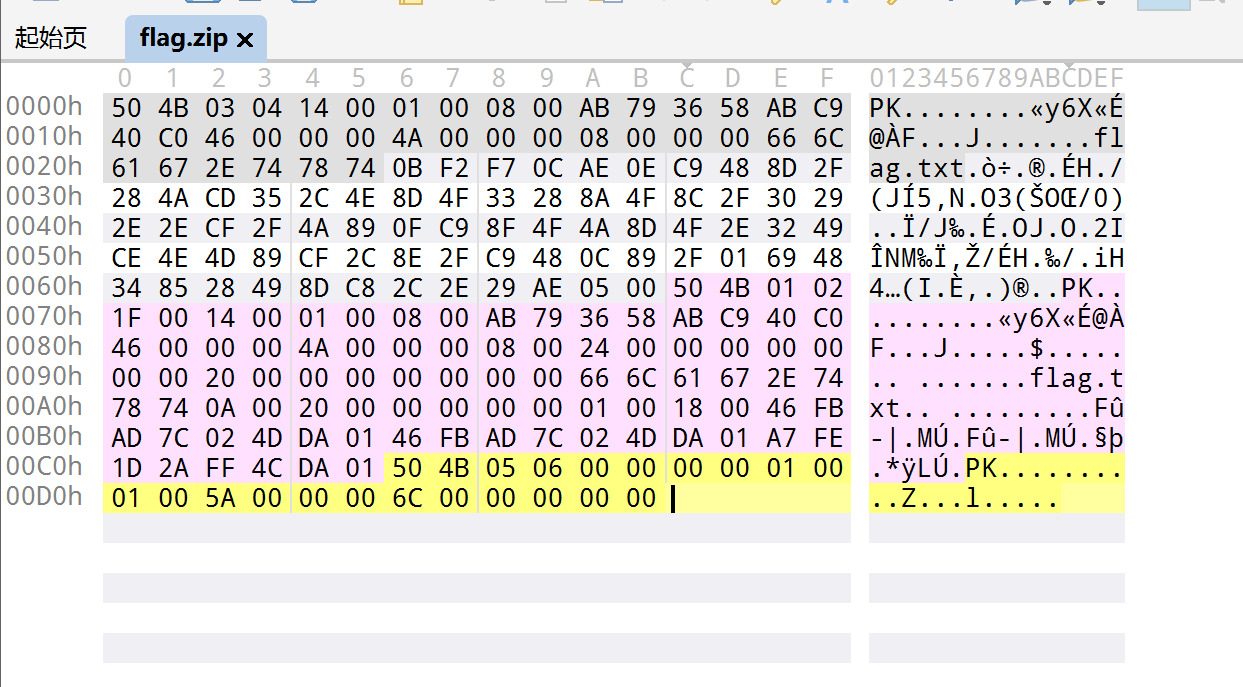 起始页 flag.zip ×
0 1 2 3 4 5 6 7 8 9 A B C D E F 0123456789ABCDEF
0000h 50 4B 03 04 14 00 01 00 08 00 AB 79 36 58 AB C9 PK........«y6X«É
0010h 40 C0 46 00 00 00 4A 00 00 00 08 00 00 00 66 6C @ÀF...J.......fl
0020h 61 67 2E 74 78 74 0B F2 F7 0C AE 0E C9 48 8D 2F ag.txt.ò÷.®.ÉH./
0030h 28 4A CD 35 2C 4E 8D 4F 33 28 8A 4F 8C 2F 30 29 (JÍ5,N.O3(ŠOŒ/0)
0040h 2E 2E CF 2F 4A 89 0F C9 8F 4F 4A 8D 4F 2E 32 49 ..Ï/J‰.É.OJ.O.2I
0050h CE 4E 4D 89 CF 2C 8E 2F C9 48 0C 89 2F 01 69 48 ÎNM‰Ï,Ž/ÉH.‰/.iH
0060h 34 85 28 49 8D C8 2C 2E 29 AE 05 00 50 4B 01 02 4…(I.È,.)®..PK..
0070h 1F 00 14 00 01 00 08 00 AB 79 36 58 AB C9 40 C0 ........«y6X«É@À
0080h 46 00 00 00 4A 00 00 00 08 00 24 00 00 00 00 00 F...J.....$.....
0090h 00 00 20 00 00 00 00 00 00 00 66 6C 61 67 2E 74 .. .......flag.t
00A0h 78 74 0A 00 20 00 00 00 00 00 01 00 18 00 46 FB xt.. .........Fû
00B0h AD 7C 02 4D DA 01 46 FB AD 7C 02 4D DA 01 A7 FE -|.MÚ.Fû-|.MÚ.§þ
00C0h 1D 2A FF 4C DA 01 50 4B 05 06 00 00 00 00 01 00 .*ÿLÚ.PK........
00D0h 01 00 5A 00 00 00 6C 00 00 00 00 00 ..Z...l.....